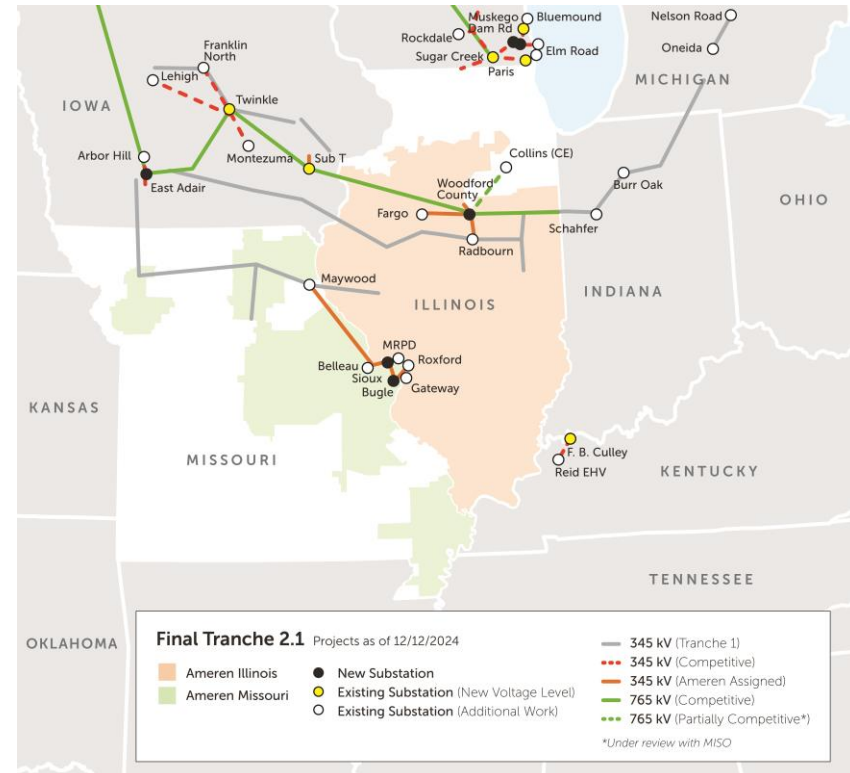 Muskego
Bluemound
Dam Rd
Nelson Road
Rockdale
Elm Road
Oneida
Sugar Creek
Paris
MICHIGAN
Franklin
North
Lehigh
IOWA
Twinkle
Arbor Hill
Montezuma
Sub T
Collins (CE)
East Adair
Woodford
County
Burr Oak
OHIO
Fargo
Schahfer
Radbourn
Maywood
ILLINOIS
INDIANA
MRPD
Belleau
Roxford
Sioux
Gateway
Bugle
KANSAS
MISSOURI
F. B. Culley
Reid EHV
KENTUCKY
TENNESSEE
OKLAHOMA
Final Tranche 2.1 Projects as of 12/12/2024
Ameren Illinois
Ameren Missouri
New Substation
Existing Substation (New Voltage Level)
Existing Substation (Additional Work)
345 kV (Tranche 1)
345 kV (Competitive)
345 kV (Ameren Assigned)
765 kV (Competitive)
765 kV (Partially Competitive*)
*Under review with MISO